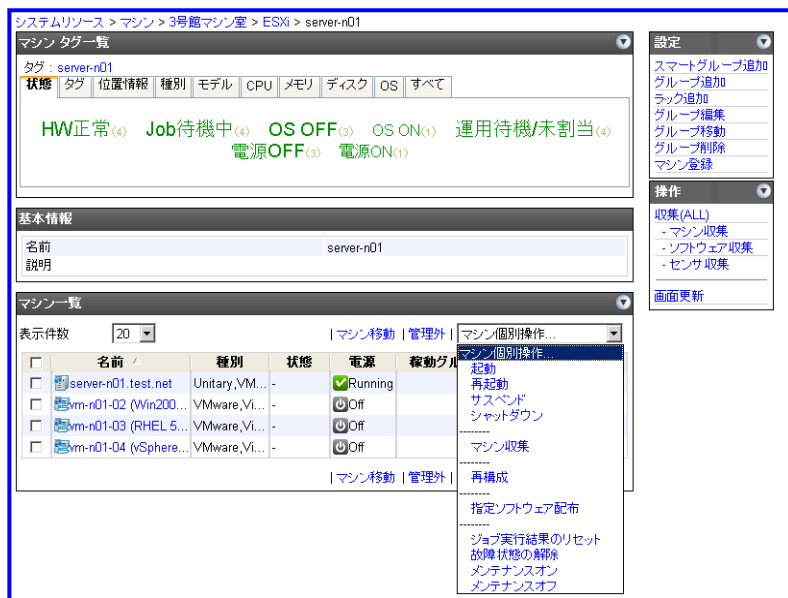 システムリソース > マシン > 3号館マシン室 > ESXi > server-n01
マシン タグ一覧
タグ : server-n01
状態 タグ 位置情報 種別 モデル CPU メモリ ディスク OS すべて
HW正常(4) Job待機中(4) OS OFF(3) OS ON(1) 運用待機/未割当(4)
電源OFF(3) 電源ON(1)
基本情報
名前 server-n01
説明
マシン一覧
表示件数 20 | マシン移動 | 管理外 | マシン個別操作...
名前 種別 状態 電源 稼動グル
server-n01.test.net Unitary,VM... - Running
vm-n01-02 (Win200... VMware,Vi... - Off
vm-n01-03 (RHEL 5... VMware,Vi... - Off
vm-n01-04 (vSphere... VMware,Vi... - Off
| マシン移動 | 管理外 |
マシン個別操作...
起動
再起動
サスペンド
シャットダウン
--------
マシン収集
--------
再構成
--------
指定ソフトウェア配布
--------
ジョブ実行結果のリセット
故障状態の解除
メンテナンスオン
メンテナンスオフ
設定
スマートグループ追加
グループ追加
ラック追加
グループ編集
グループ移動
グループ削除
マシン登録
操作
収集(ALL)
- マシン収集
- ソフトウェア収集
- センサ収集
画面更新